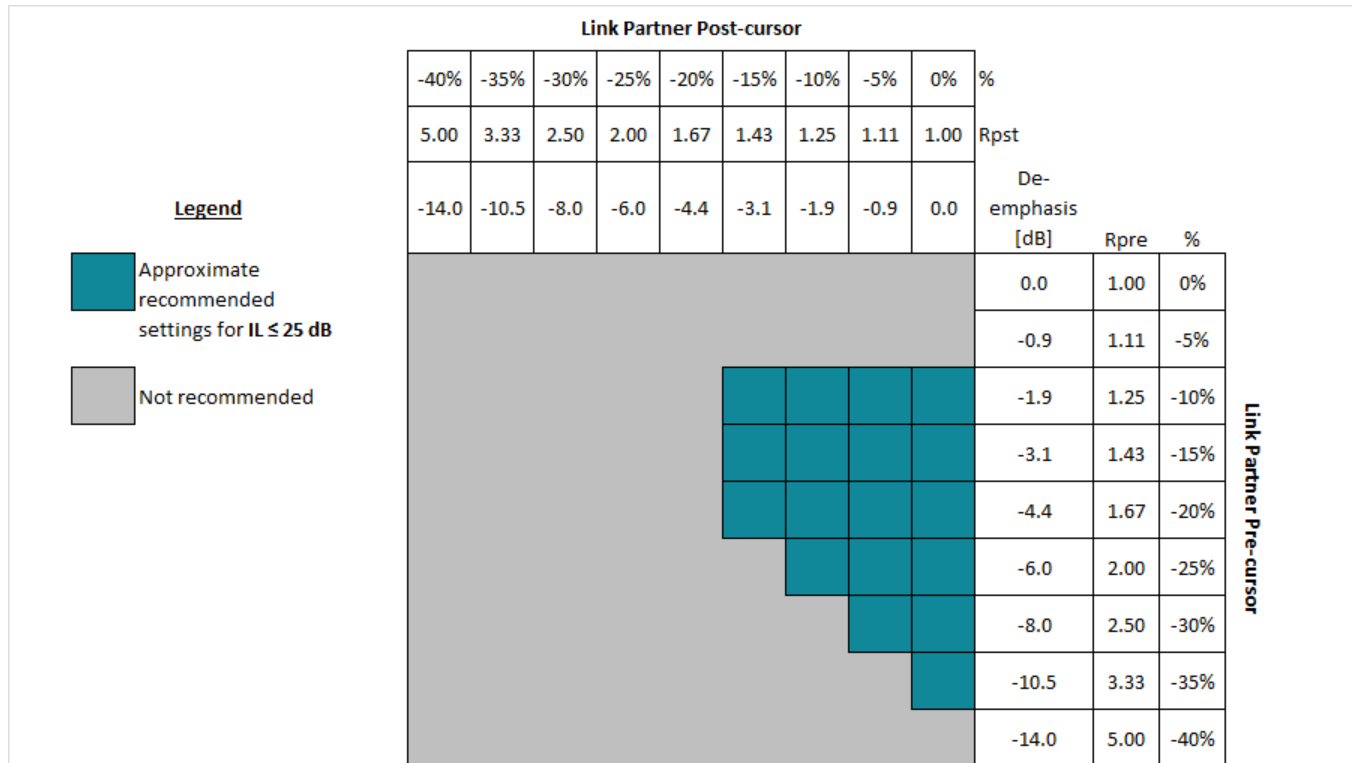 Link Partner Post-cursor
-40% -35% -30% -25% -20% -15% -10% -5% 0% %
5.00 3.33 2.50 2.00 1.67 1.43 1.25 1.11 1.00 Rpst
-14.0 -10.5 -8.0 -6.0 -4.4 -3.1 -1.9 -0.9 0.0
De-
emphasis
[dB] Rpre %
Legend
Approximate
recommended
settings for IL ≤ 25 dB
Not recommended
0.0 1.00 0%
-0.9 1.11 -5%
-1.9 1.25 -10%
-3.1 1.43 -15%
-4.4 1.67 -20%
-6.0 2.00 -25%
-8.0 2.50 -30%
-10.5 3.33 -35%
-14.0 5.00 -40%
Link Partner Pre-cursor